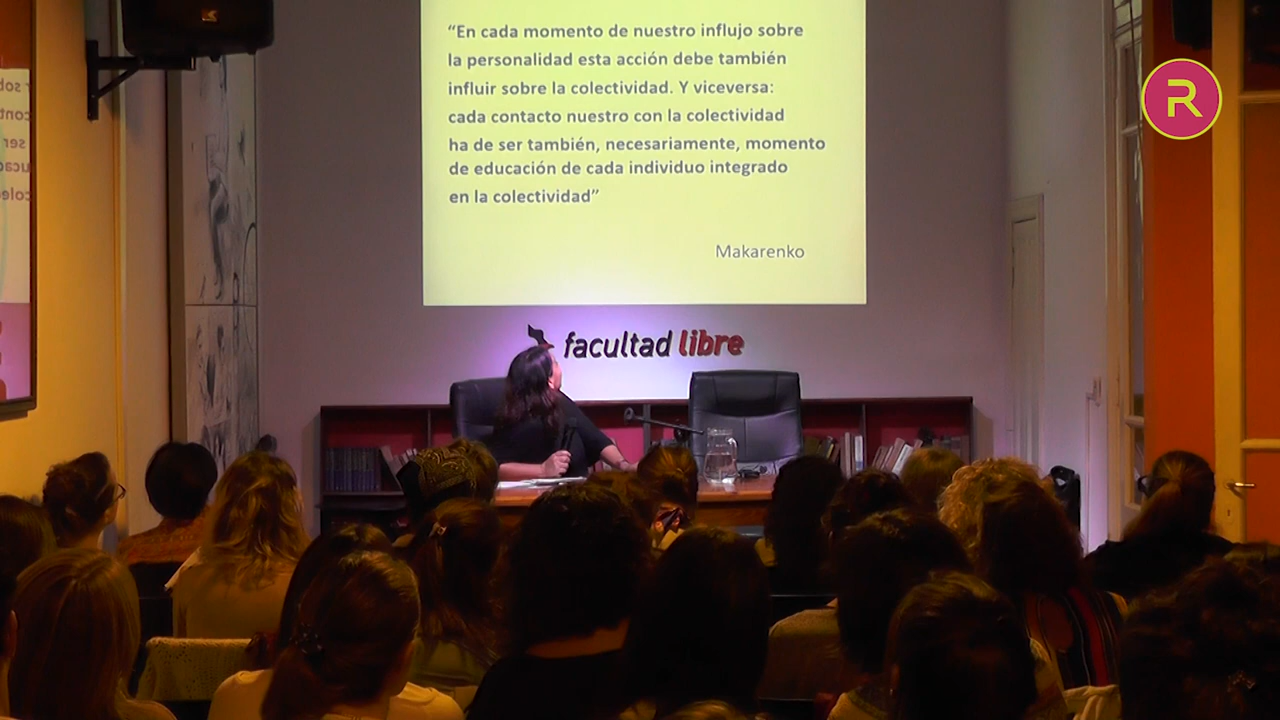 “En cada momento de nuestro influjo sobre
la personalidad esta acción debe también
influir sobre la colectividad. Y viceversa:
cada contacto nuestro con la colectividad
ha de ser también, necesariamente, momento
de educación de cada individuo integrado
en la colectividad”
Makarenko
facultad libre
R